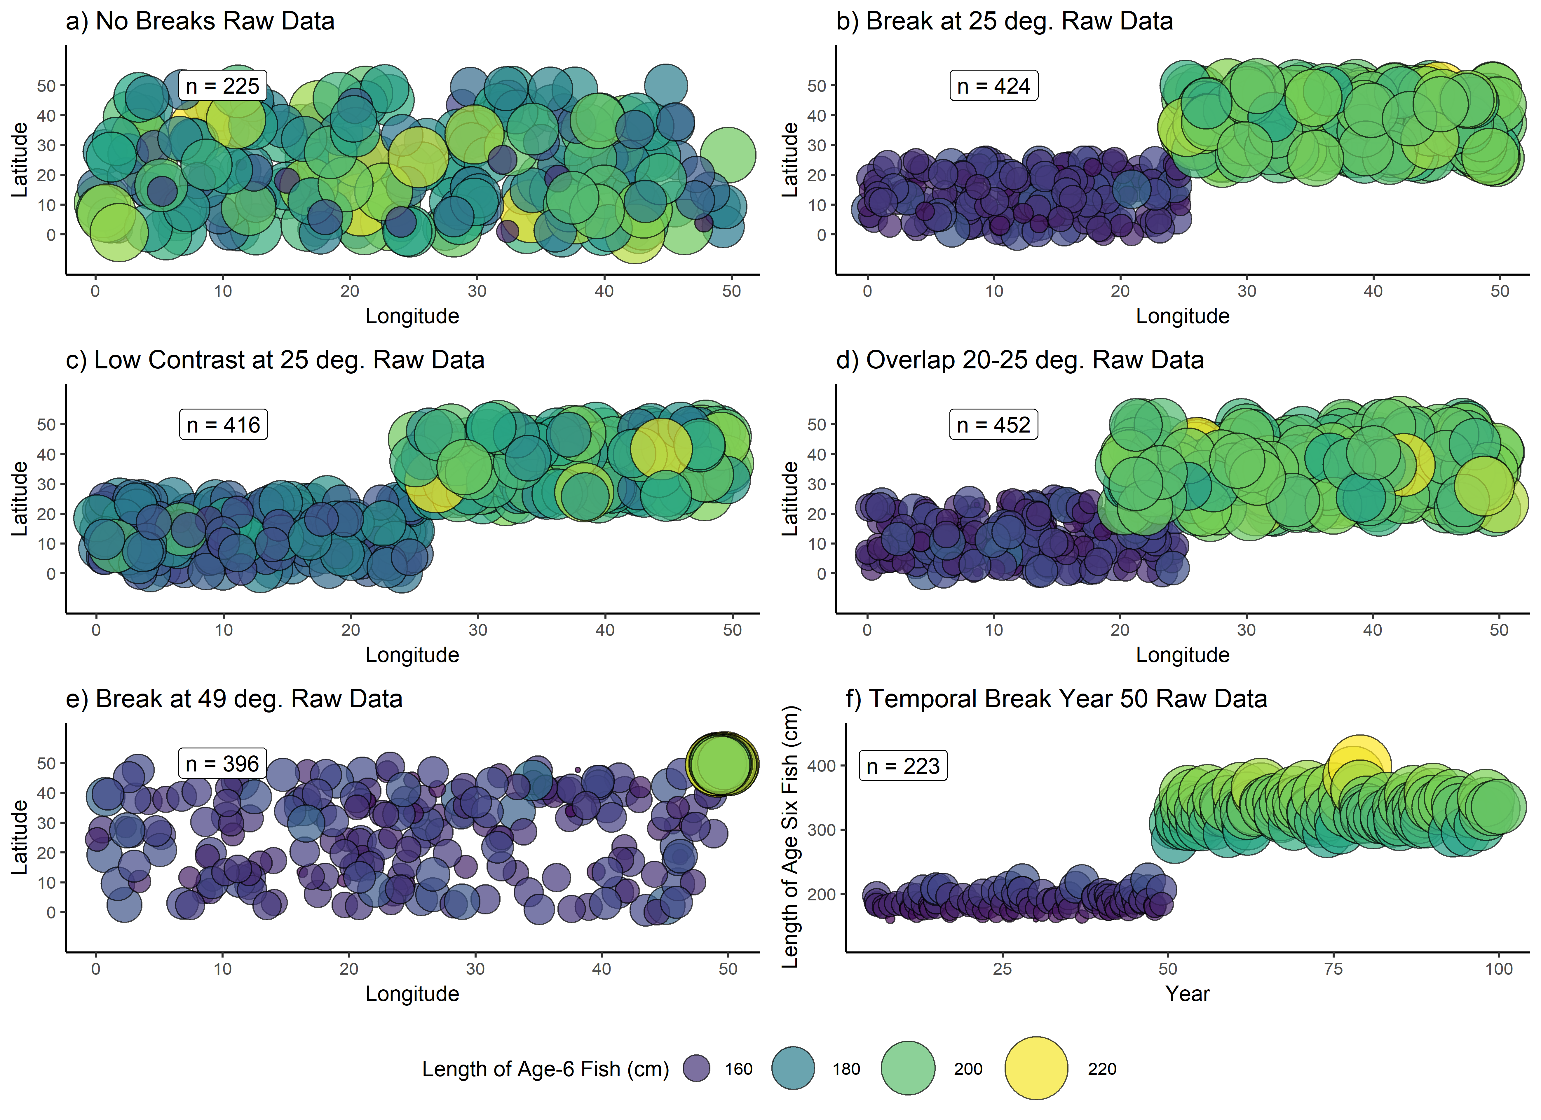 a) No Breaks Raw Data
n = 225
50
40
30
20
10
0
Latitude
0 10 20 30 40 50
Longitude
b) Break at 25 deg. Raw Data
n = 424
50
40
30
20
10
0
Latitude
0 10 20 30 40 50
Longitude
c) Low Contrast at 25 deg. Raw Data
n = 416
50
40
30
20
10
0
Latitude
0 10 20 30 40 50
Longitude
d) Overlap 20-25 deg. Raw Data
n = 452
50
40
30
20
10
0
Latitude
0 10 20 30 40 50
Longitude
e) Break at 49 deg. Raw Data
n = 396
50
40
30
20
10
0
Latitude
0 10 20 30 40 50
Longitude
f) Temporal Break Year 50 Raw Data
n = 223
400
300
200
Length of Age Six Fish (cm)
25 50 75 100
Year
Length of Age-6 Fish (cm) 160 180 200 220